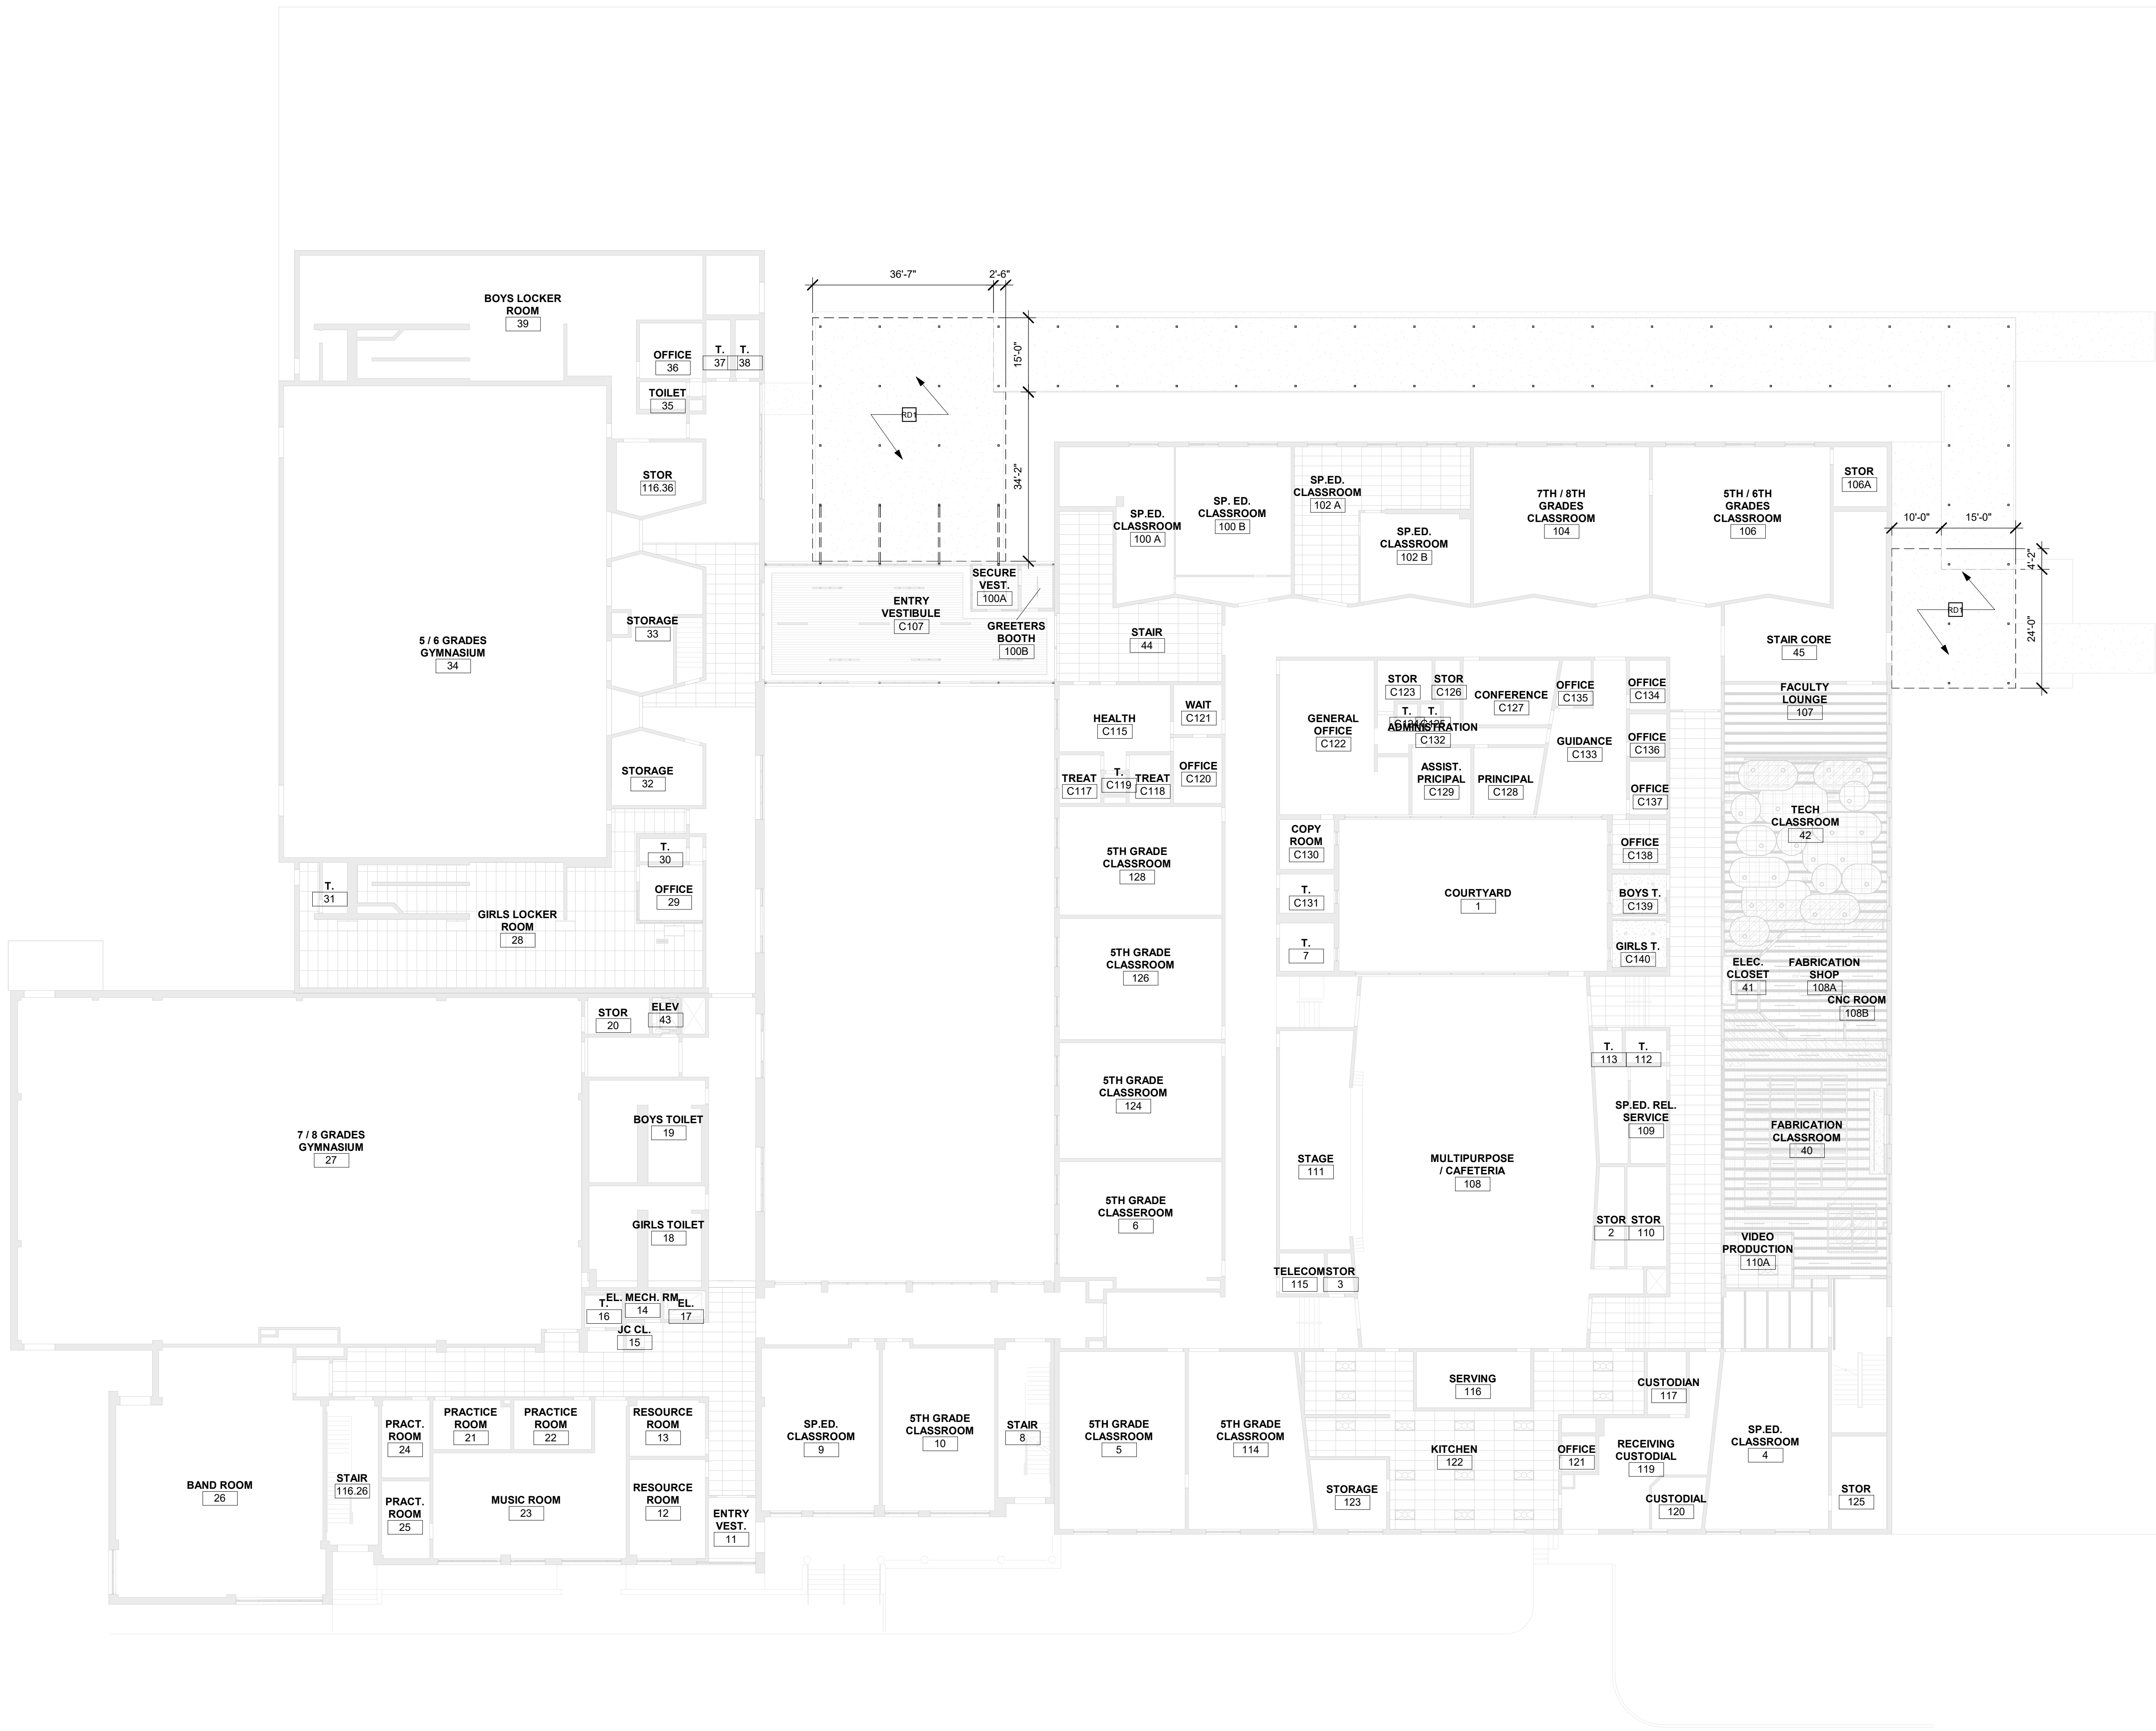 36'-7"
2'-6"
15'-0"
34'-2"
RD1
BOYS LOCKER
ROOM
39
OFFICE
36
T.
37
T.
38
TOILET
35
STOR
116.36
5 / 6 GRADES
GYMNASIUM
34
STORAGE
33
STORAGE
32
T.
30
OFFICE
29
T.
31
GIRLS LOCKER
ROOM
28
ENTRY
VESTIBULE
C107
SECURE
VEST.
100A
GREETERS
BOOTH
100B
SP.ED.
CLASSROOM
100 A
SP. ED.
CLASSROOM
100 B
SP.ED.
CLASSROOM
102 A
SP.ED.
CLASSROOM
102 B
7TH / 8TH
GRADES
CLASSROOM
104
5TH / 6TH
GRADES
CLASSROOM
106
STOR
106A
10'-0"
15'-0"
4'-2"
24'-0"
RD1
STAIR
44
STAIR CORE
45
HEALTH
C115
WAIT
C121
TREAT
C117
T.
C119
TREAT
C118
OFFICE
C120
GENERAL
OFFICE
C122
STOR
C123
STOR
C126
T.
T.
C125
CONFERENCE
C127
ADMINISTRATION
C132
ASSIST.
PRICIPAL
C129
PRINCIPAL
C128
OFFICE
C135
GUIDANCE
C133
OFFICE
C134
OFFICE
C136
OFFICE
C137
FACULTY
LOUNGE
107
TECH
CLASSROOM
42
COPY
ROOM
C130
T.
C131
T.
7
COURTYARD
1
OFFICE
C138
BOYS T.
C139
GIRLS T.
C140
ELEC.
CLOSET
41
FABRICATION
SHOP
108A
CNC ROOM
108B
5TH GRADE
CLASSROOM
128
5TH GRADE
CLASSROOM
126
5TH GRADE
CLASSROOM
124
5TH GRADE
CLASSEROOM
6
STOR
20
ELEV
43
7 / 8 GRADES
GYMNASIUM
27
BOYS TOILET
19
GIRLS TOILET
18
T.
16
EL. MECH. RM
14
EL.
17
JC CL.
15
STAGE
111
MULTIPURPOSE
/ CAFETERIA
108
T.
113
T.
112
SP.ED. REL.
SERVICE
109
STOR
2
STOR
110
FABRICATION
CLASSROOM
40
VIDEO
PRODUCTION
110A
TELECOM
115
STOR
3
BAND ROOM
26
STAIR
116.26
PRACT.
ROOM
24
PRACT.
ROOM
25
PRACTICE
ROOM
21
PRACTICE
ROOM
22
MUSIC ROOM
23
RESOURCE
ROOM
13
RESOURCE
ROOM
12
ENTRY
VEST.
11
SP.ED.
CLASSROOM
9
5TH GRADE
CLASSROOM
10
STAIR
8
5TH GRADE
CLASSROOM
5
5TH GRADE
CLASSROOM
114
SERVING
116
KITCHEN
122
STORAGE
123
OFFICE
121
RECEIVING
CUSTODIAL
119
CUSTODIAN
117
CUSTODIAL
120
SP.ED.
CLASSROOM
4
STOR
125